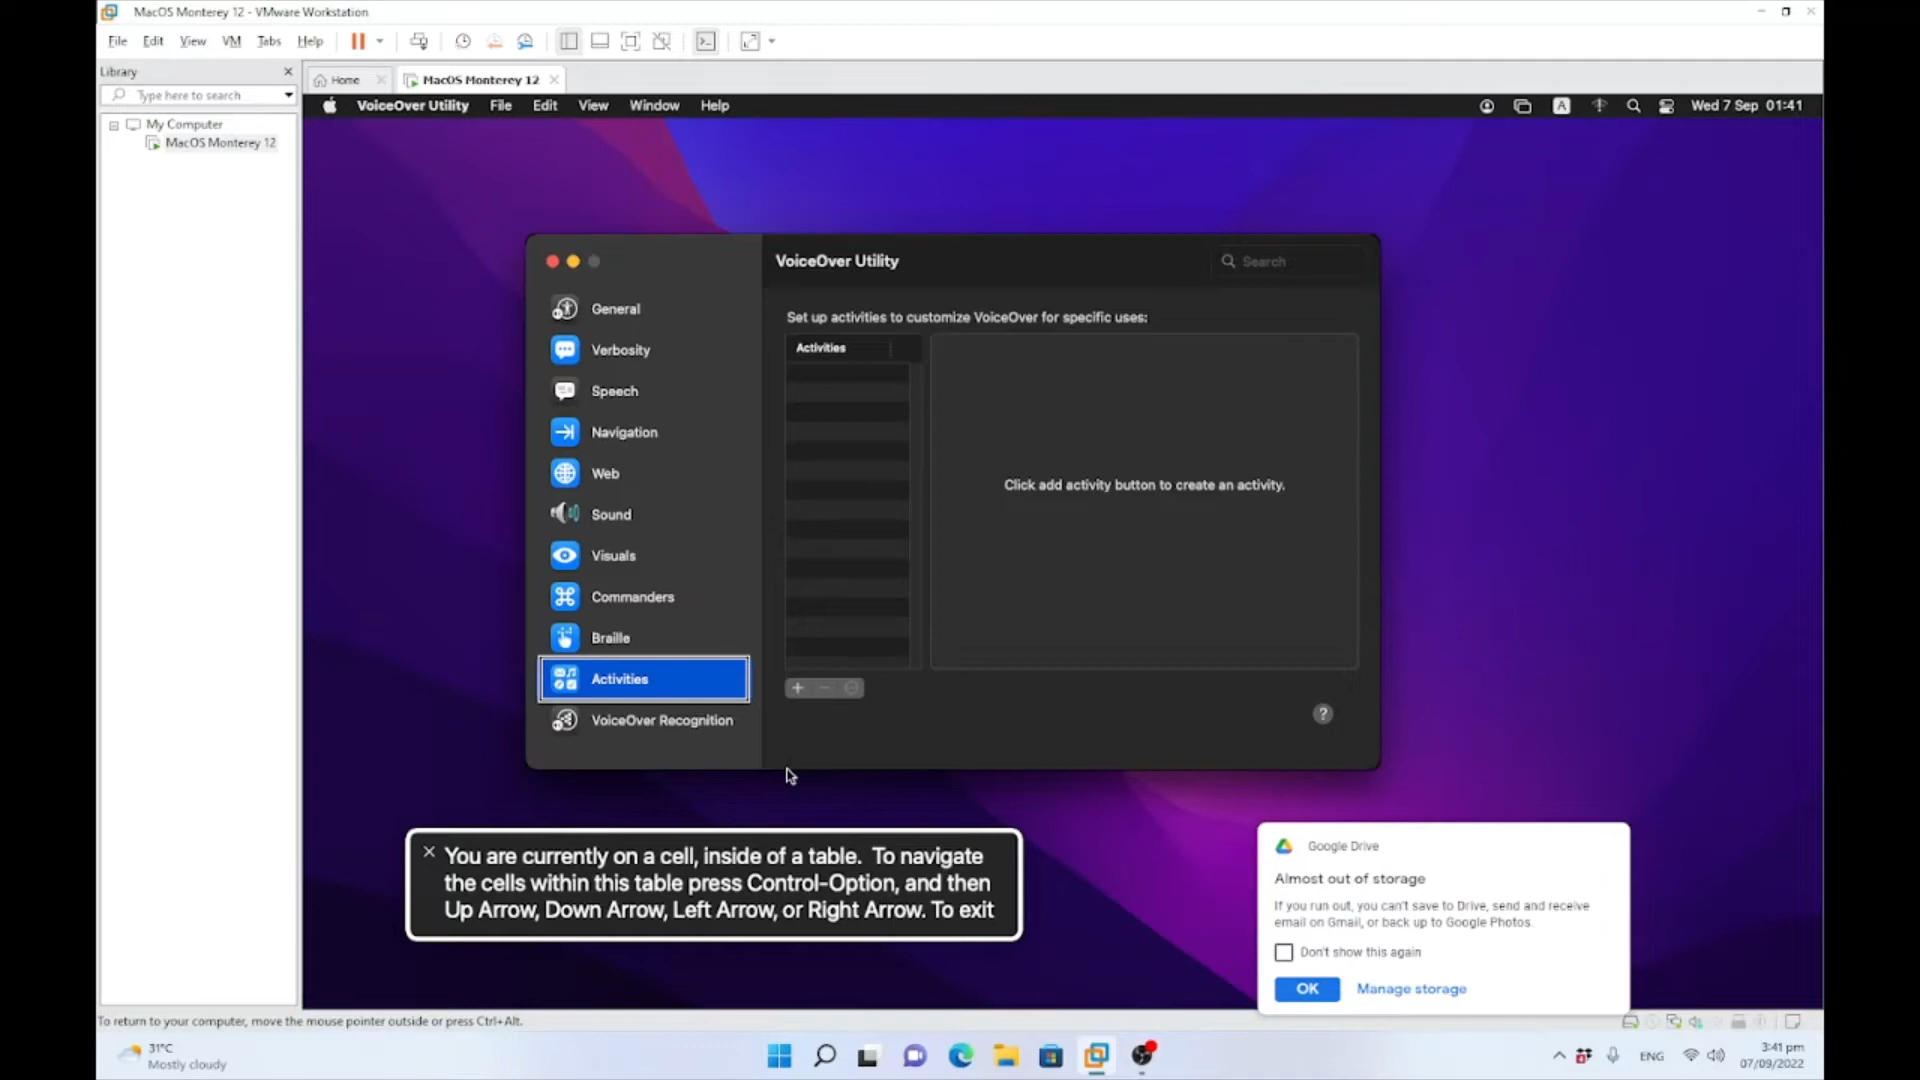 MacOS Monterey 12 - VMware Workstation
File Edit View VM Tabs Help
Library
Type here to search
My Computer
MacOS Monterey 12
Home
MacOS Monterey 12
VoiceOver Utility File Edit View Window Help
A
Wed 7 Sep 01:41
VoiceOver Utility
Search
General
Verbosity
Speech
Navigation
Web
Sound
Visuals
Commanders
Braille
Activities
VoiceOver Recognition
Set up activities to customize VoiceOver for specific uses:
Activities
Click add activity button to create an activity.
?
You are currently on a cell, inside of a table. To navigate
the cells within this table press Control-Option, and then
Up Arrow, Down Arrow, Left Arrow, or Right Arrow. To exit
Google Drive
Almost out of storage
If you run out, you can't save to Drive, send and receive
email on Gmail, or back up to Google Photos.
Don't show this again
OK Manage storage
To return to your computer, move the mouse pointer outside or press Ctrl+Alt.
31°C
Mostly cloudy
ENG
3:41 pm
07/09/2022